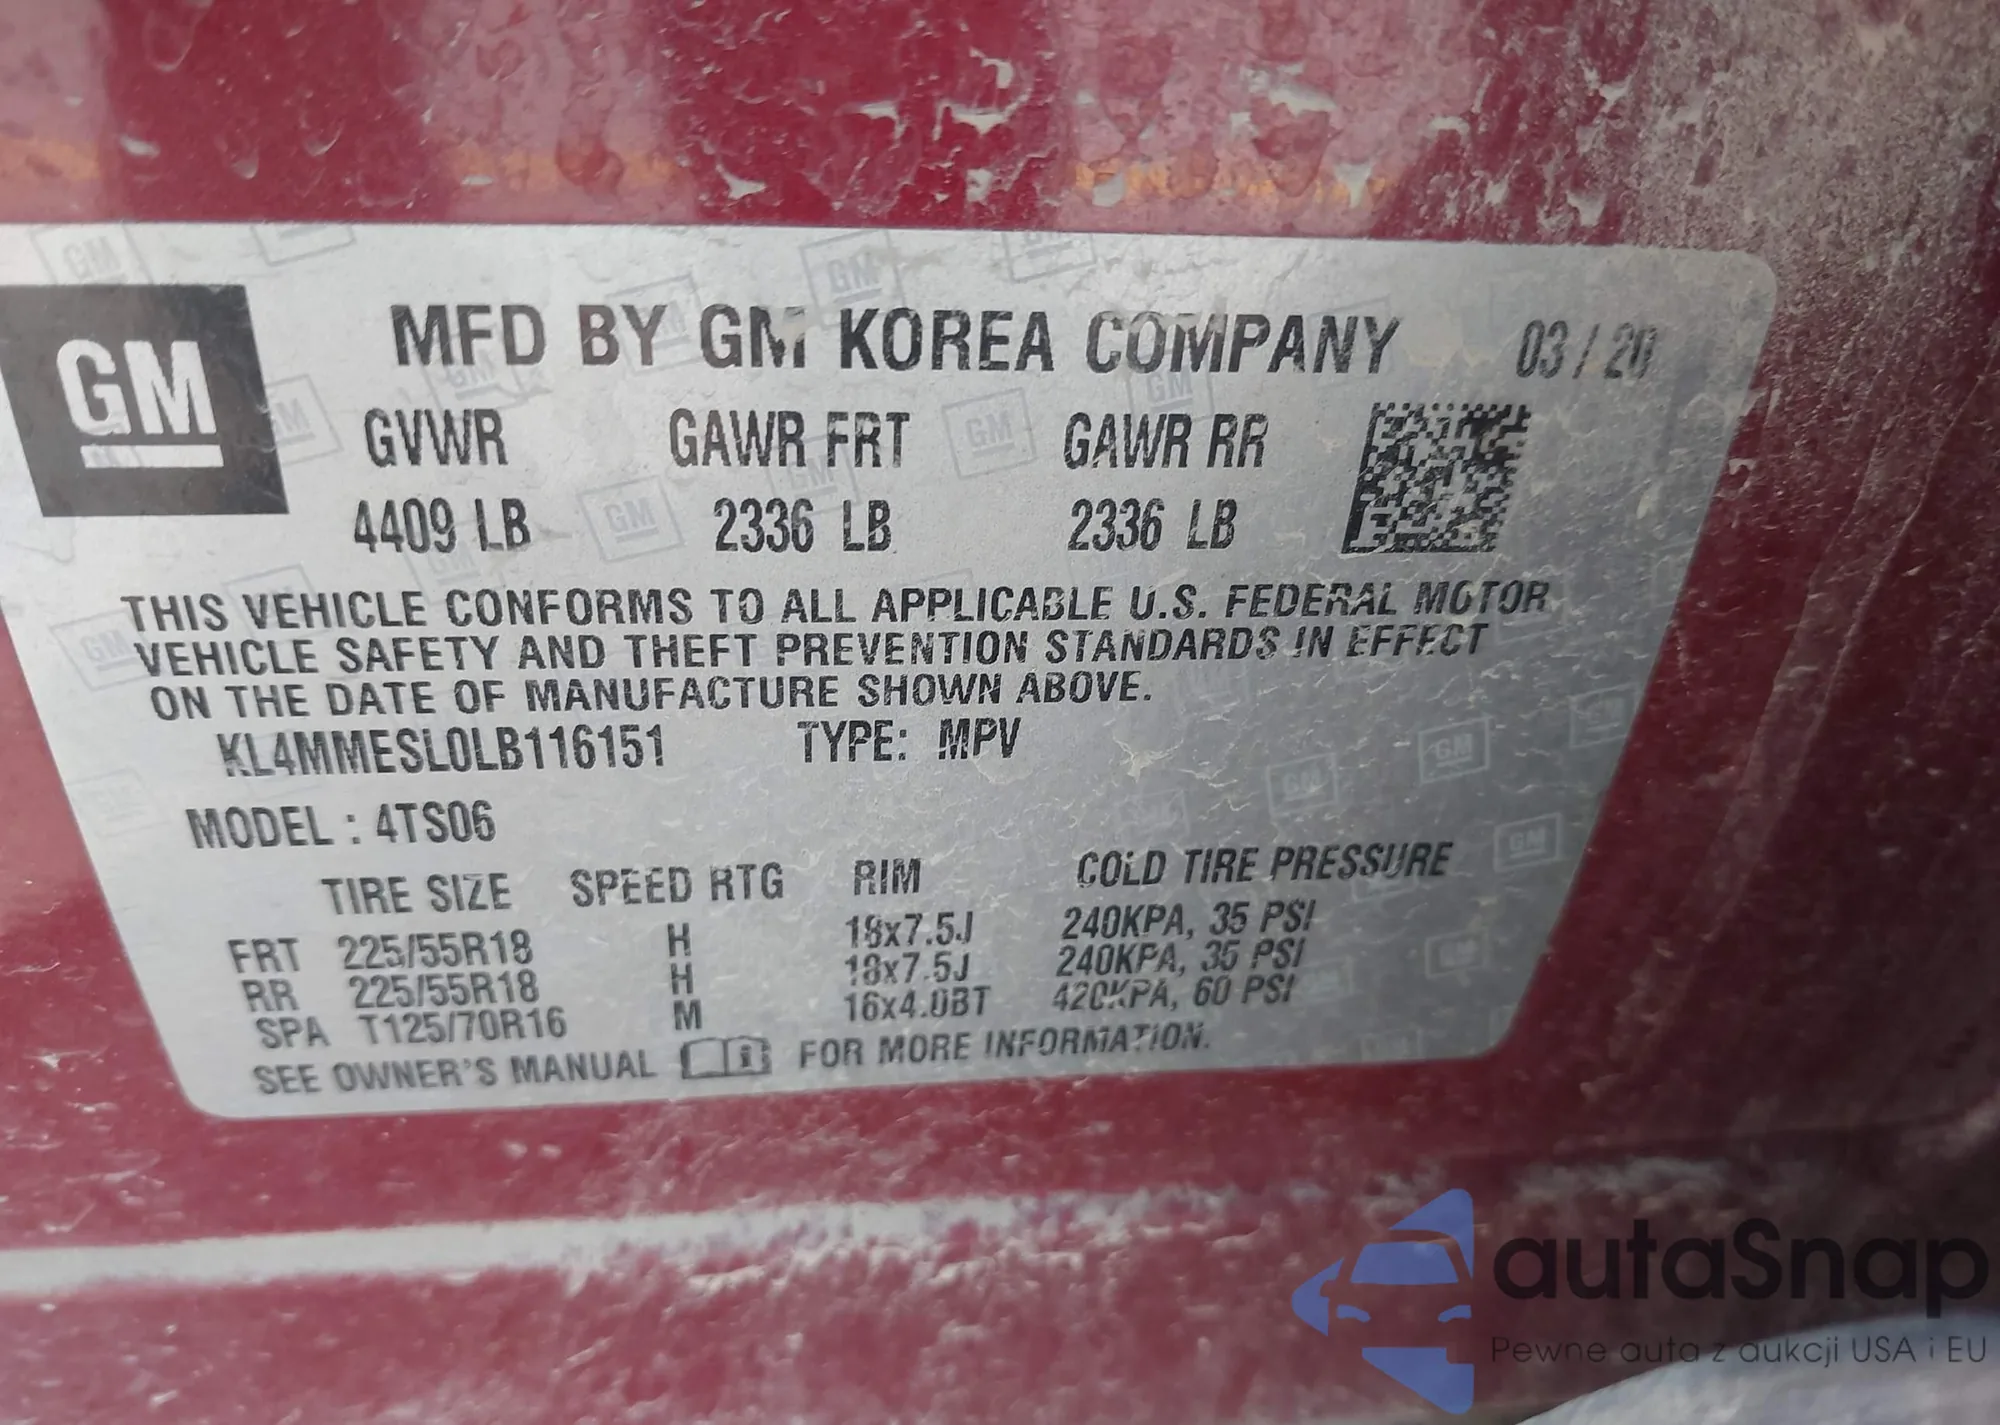 GM
MFD BY GM KOREA COMPANY 03/20
GVWR GAWR FRT GAWR RR
4409 LB 2336 LB 2336 LB
THIS VEHICLE CONFORMS TO ALL APPLICABLE U.S. FEDERAL MOTOR
VEHICLE SAFETY AND THEFT PREVENTION STANDARDS IN EFFECT
ON THE DATE OF MANUFACTURE SHOWN ABOVE.
KL4MMESL0LB116151 TYPE: MPV
MODEL : 4TS06
TIRE SIZE SPEED RTG RIM COLD TIRE PRESSURE
FRT 225/55R18 H 18x7.5J 240KPA, 35 PSI
RR 225/55R18 H 18x7.5J 240KPA, 35 PSI
SPA T125/70R16 M 16x4.0BT 420KPA, 60 PSI
SEE OWNER'S MANUAL FOR MORE INFORMATION.
autaSnap
Pewne auta z aukcji USA i EU